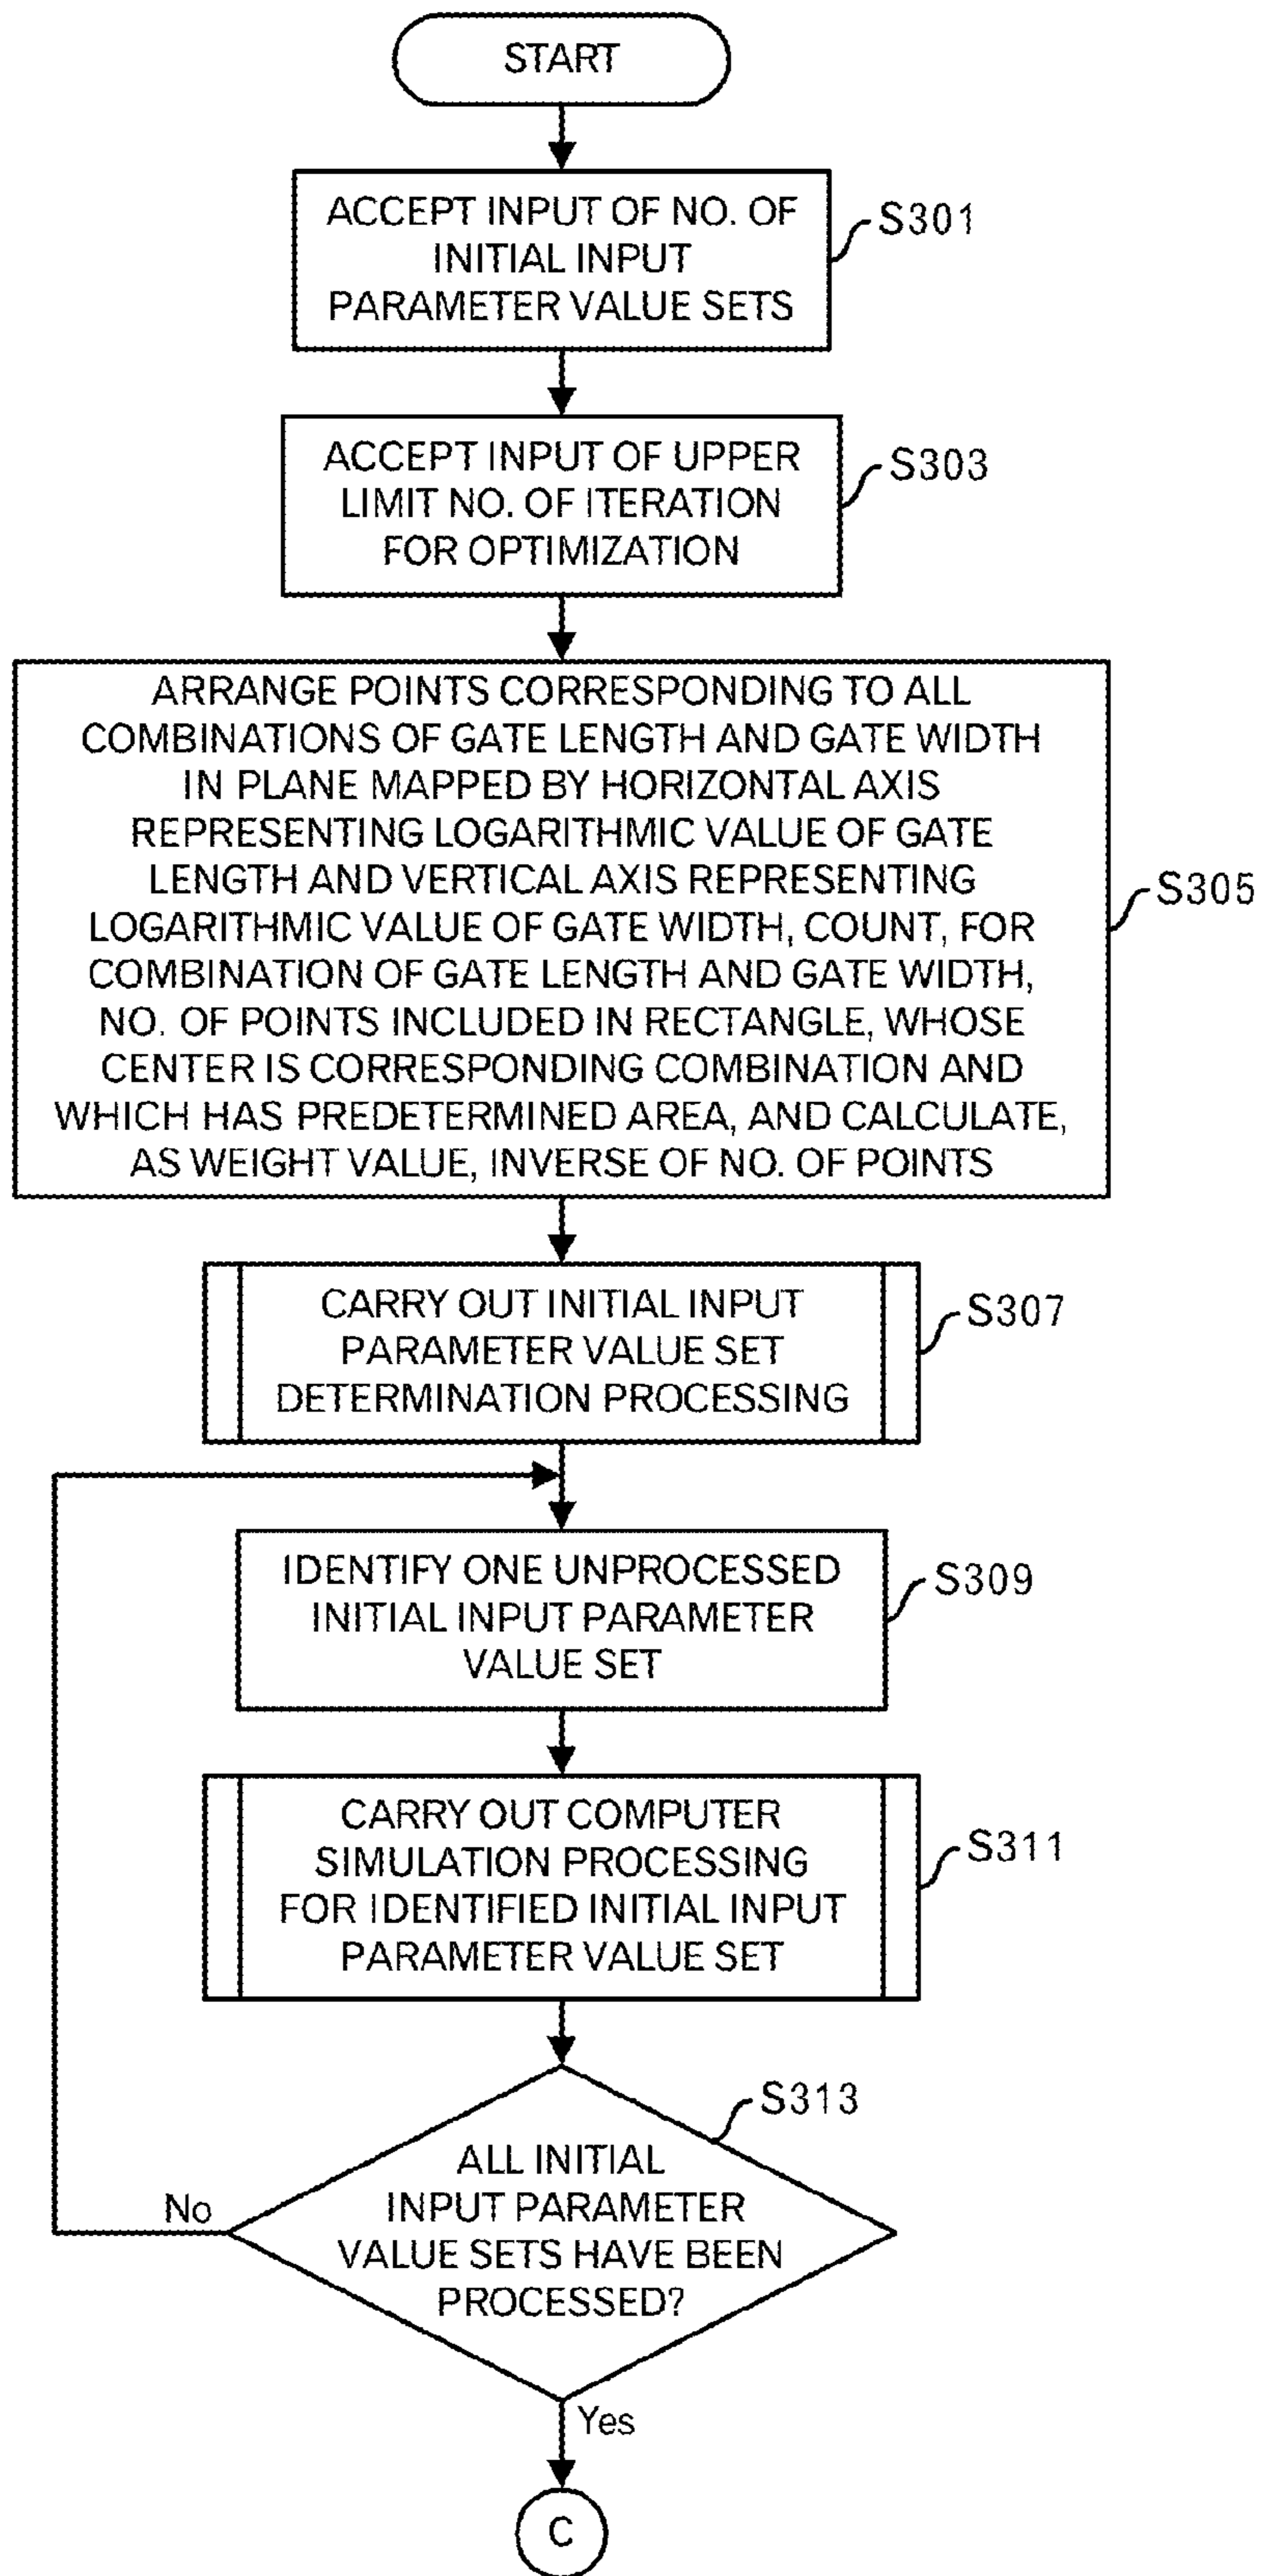 START
ACCEPT INPUT OF NO. OF
INITIAL INPUT
PARAMETER VALUE SETS
S301
ACCEPT INPUT OF UPPER
LIMIT NO. OF ITERATION
FOR OPTIMIZATION
S303
ARRANGE POINTS CORRESPONDING TO ALL
COMBINATIONS OF GATE LENGTH AND GATE WIDTH
IN PLANE MAPPED BY HORIZONTAL AXIS
REPRESENTING LOGARITHMIC VALUE OF GATE
LENGTH AND VERTICAL AXIS REPRESENTING
LOGARITHMIC VALUE OF GATE WIDTH, COUNT, FOR
COMBINATION OF GATE LENGTH AND GATE WIDTH,
NO. OF POINTS INCLUDED IN RECTANGLE, WHOSE
CENTER IS CORRESPONDING COMBINATION AND
WHICH HAS PREDETERMINED AREA, AND CALCULATE,
AS WEIGHT VALUE, INVERSE OF NO. OF POINTS
S305
CARRY OUT INITIAL INPUT
PARAMETER VALUE SET
DETERMINATION PROCESSING
S307
IDENTIFY ONE UNPROCESSED
INITIAL INPUT PARAMETER
VALUE SET
S309
CARRY OUT COMPUTER
SIMULATION PROCESSING
FOR IDENTIFIED INITIAL INPUT
PARAMETER VALUE SET
S311
S313
ALL INITIAL
INPUT PARAMETER
VALUE SETS HAVE BEEN
PROCESSED?
No
Yes
C